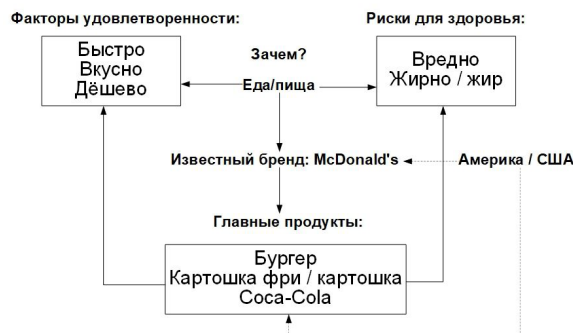 Факторы удовлетворенности:
Риски для здоровья:
Быстро
Вкусно
Дёшево
Зачем?
Еда/пища
Вредно
Жирно / жир
Известный бренд: McDonald's
Америка / США
Главные продукты:
Бургер
Картошка фри / картошка
Coca-Cola